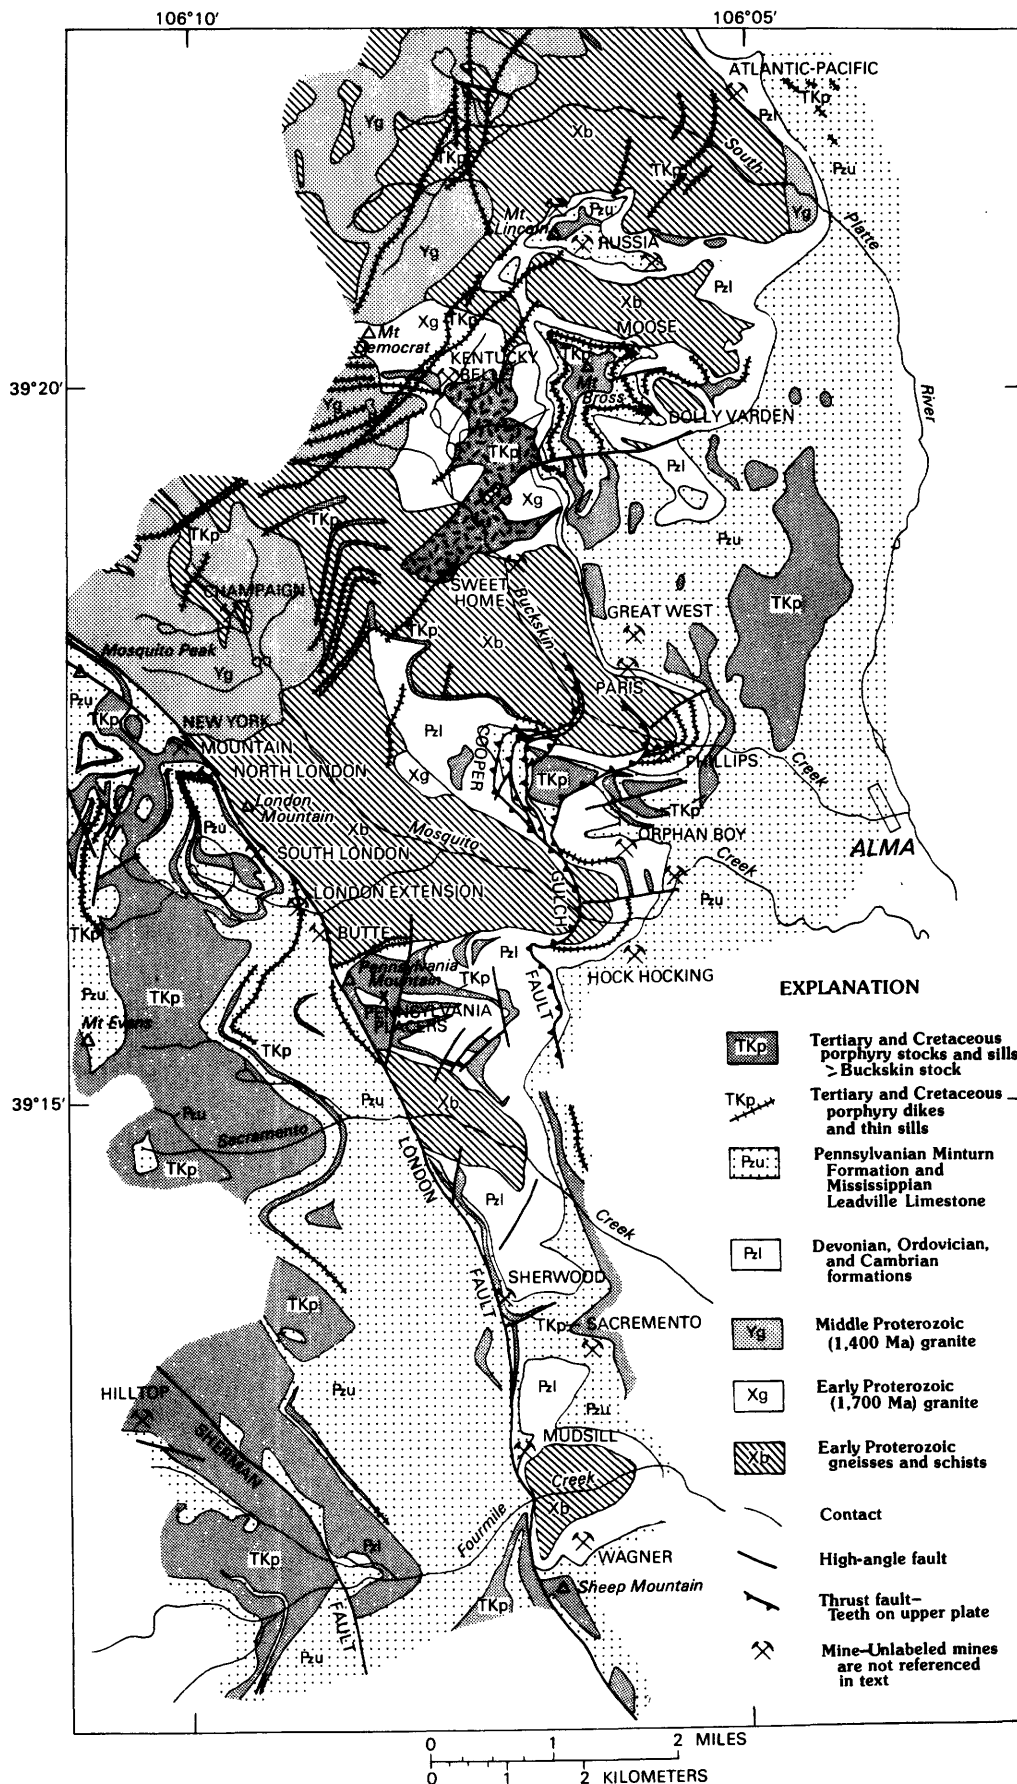 106°10′
106°05′
ATLANTIC-PACIFIC
TKp
Pzl
Yg
Xb
South
TKp
TKp
Pzu
Yg
Platte
Mt
Lincoln
Pzu
RUSSIA
Yg
Pzl
Xb
Xg
TKp
MOOSE
Mt
Democrat
KENTUCKY
BELLE
TKp
Mt
Bross
39°20′
Yg
DOLLY VARDEN
River
TKp
Pzl
Xg
TKp
TKp
Pzu
CHAMPAIGN
SWEET
HOME
Buckskin
GREAT WEST
TKp
TKp
Xb
Mosquito Peak
Yg
PARIS
Pzu
TKp
NEW YORK
MOUNTAIN
Pzl
COOPER
PHILLIPS
Creek
NORTH LONDON
Xg
TKp
London
Mountain
TKp
Pzu
Xb
Mosquito
ORPHAN BOY
ALMA
SOUTH LONDON
Creek
LONDON EXTENSION
GULCH
Pzu
TKp
BUTTE
Pzl
FAULT
HOCK HOCKING
Pennsylvania
Mountain
TKp
Pzu
TKp
PENNSYLVANIA
PLACERS
Mt Evans
TKp
EXPLANATION
TKp
Tertiary and Cretaceous
porphyry stocks and sills
Buckskin stock
39°15′
Pzu
Xb
TKp
Tertiary and Cretaceous
porphyry dikes
and thin sills
Pzu
Sacramento
TKp
LONDON
Pzu
Pennsylvanian Minturn
Formation and
Mississippian
Leadville Limestone
Pzl
Creek
Pzl
Devonian, Ordovician,
and Cambrian
formations
FAULT
SHERWOOD
TKp
TKp
SACREMENTO
Yg
Middle Proterozoic
(1,400 Ma) granite
Pzu
Pzl
HILLTOP
Pzu
Xg
Early Proterozoic
(1,700 Ma) granite
SHERMAN
MUDSILL
Xb
Early Proterozoic
gneisses and schists
Creek
Xb
Fourmile
Contact
TKp
Pzl
WAGNER
High-angle fault
Sheep Mountain
TKp
FAULT
Thrust fault—
Teeth on upper plate
Pzu
Mine—Unlabeled mines
are not referenced
in text
0 1 2 MILES
0 1 2 KILOMETERS